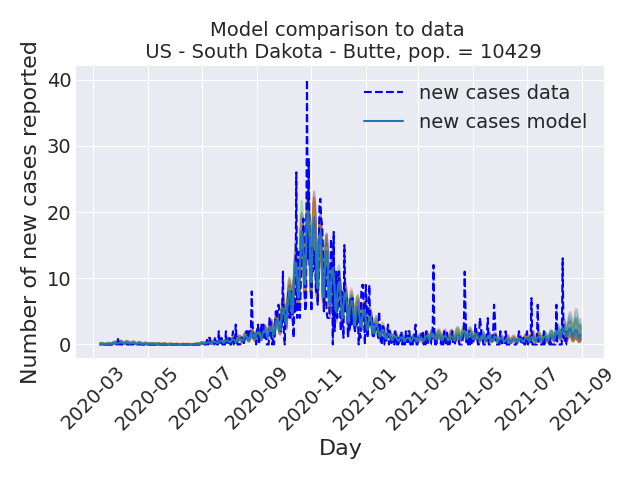 Model comparison to data
US - South Dakota - Butte, pop. = 10429
Number of new cases reported
40
30
20
10
0
new cases data
new cases model
2020-03
2020-05
2020-07
2020-09
2020-11
2021-01
2021-03
2021-05
2021-07
2021-09
Day